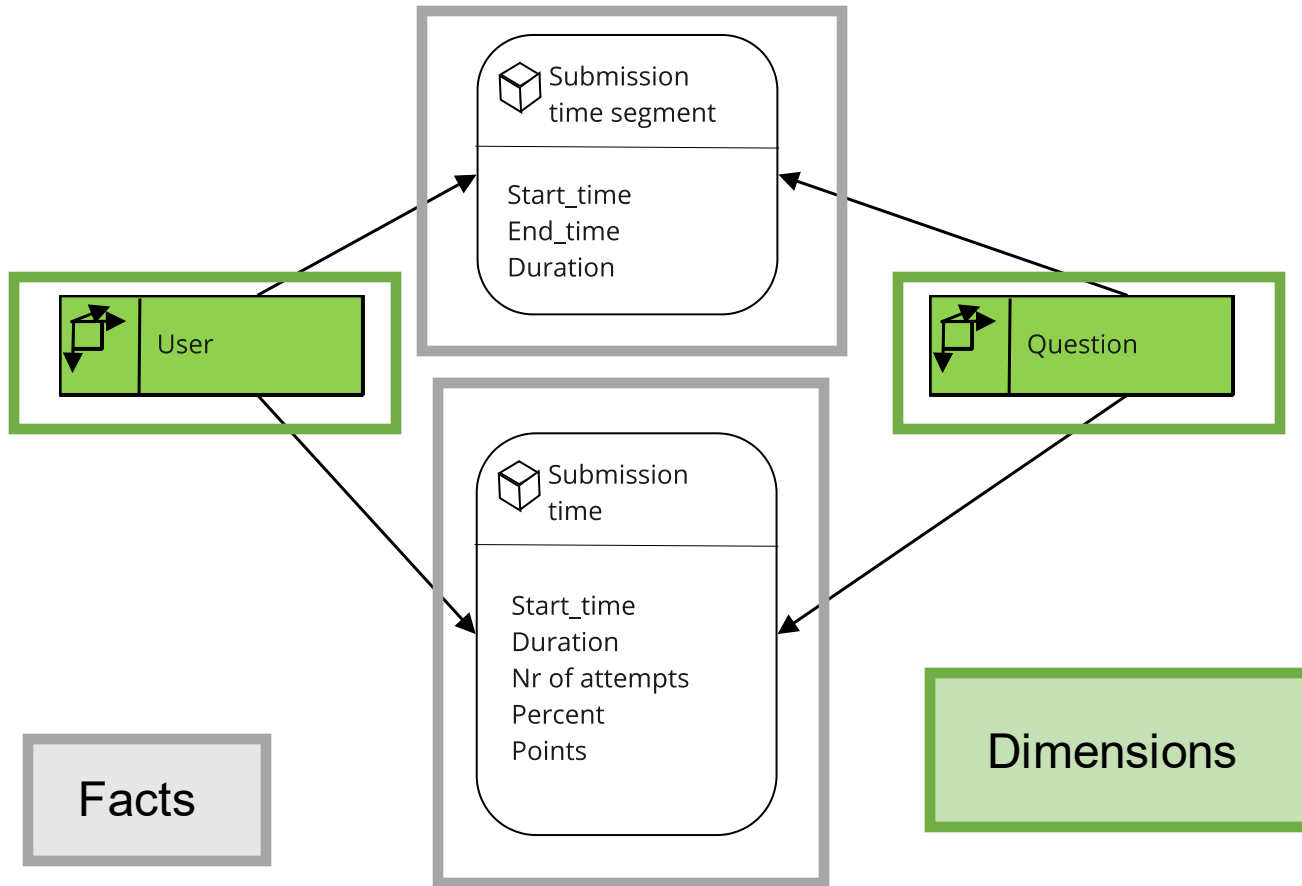 Submission
time segment
Start_time
End_time
Duration
User
Question
Submission
time
Start_time
Duration
Nr of attempts
Percent
Points
Facts
Dimensions